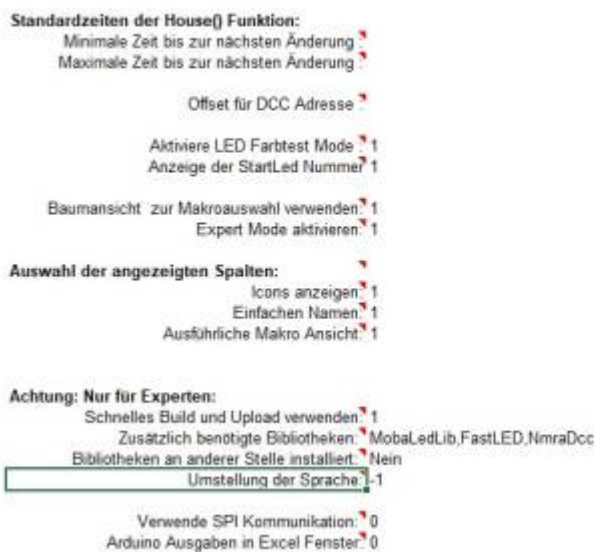 Standardzeiten der House() Funktion:
Minimale Zeit bis zur nächsten Änderung :
Maximale Zeit bis zur nächsten Änderung :
Offset für DCC Adresse :
Aktiviere LED Farbtest Mode : 1
Anzeige der StartLed Nummer 1
Baumansicht zur Makroauswahl verwenden: 1
Expert Mode aktivieren: 1
Auswahl der angezeigten Spalten:
Icons anzeigen: 1
Einfachen Namen: 1
Ausführliche Makro Ansicht: 1
Achtung: Nur für Experten:
Schnelles Build und Upload verwenden: 1
Zusätzlich benötigte Bibliotheken: MobaLedLib,FastLED,NmraDcc
Bibliotheken an anderer Stelle installiert: Nein
Umstellung der Sprache: -1
Verwende SPI Kommunikation: 0
Arduino Ausgaben in Excel Fenster: 0